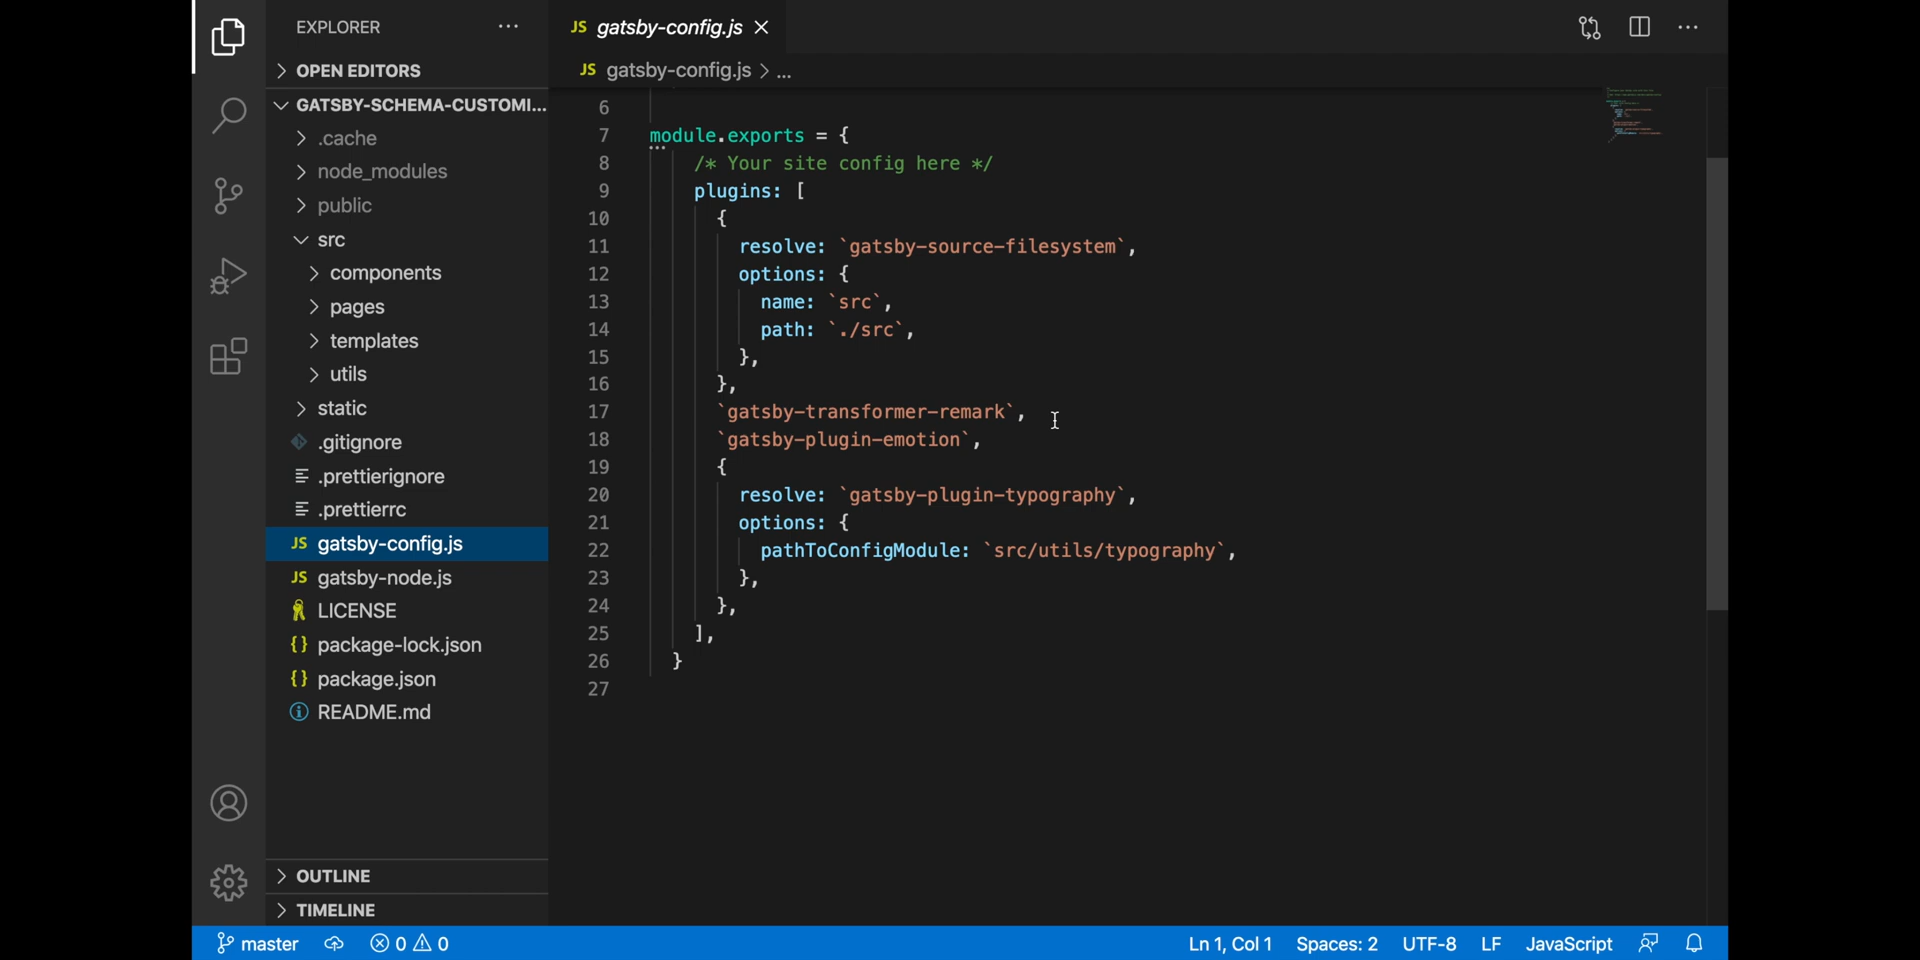 EXPLORER
OPEN EDITORS
GATSBY-SCHEMA-CUSTOMI...
.cache
node_modules
public
src
components
pages
templates
utils
static
.gitignore
.prettierignore
.prettierrc
JS gatsby-config.js
JS gatsby-node.js
LICENSE
{} package-lock.json
{} package.json
README.md
OUTLINE
TIMELINE
JS gatsby-config.js
JS gatsby-config.js > ...
6
7 module.exports = {
8 /* Your site config here */
9 plugins: [
10 {
11 resolve: `gatsby-source-filesystem`,
12 options: {
13 name: `src`,
14 path: `./src`,
15 },
16 },
17 `gatsby-transformer-remark`,
18 `gatsby-plugin-emotion`,
19 {
20 resolve: `gatsby-plugin-typography`,
21 options: {
22 pathToConfigModule: `src/utils/typography`,
23 },
24 },
25 ],
26 }
27
master 0 0 Ln 1, Col 1 Spaces: 2 UTF-8 LF JavaScript